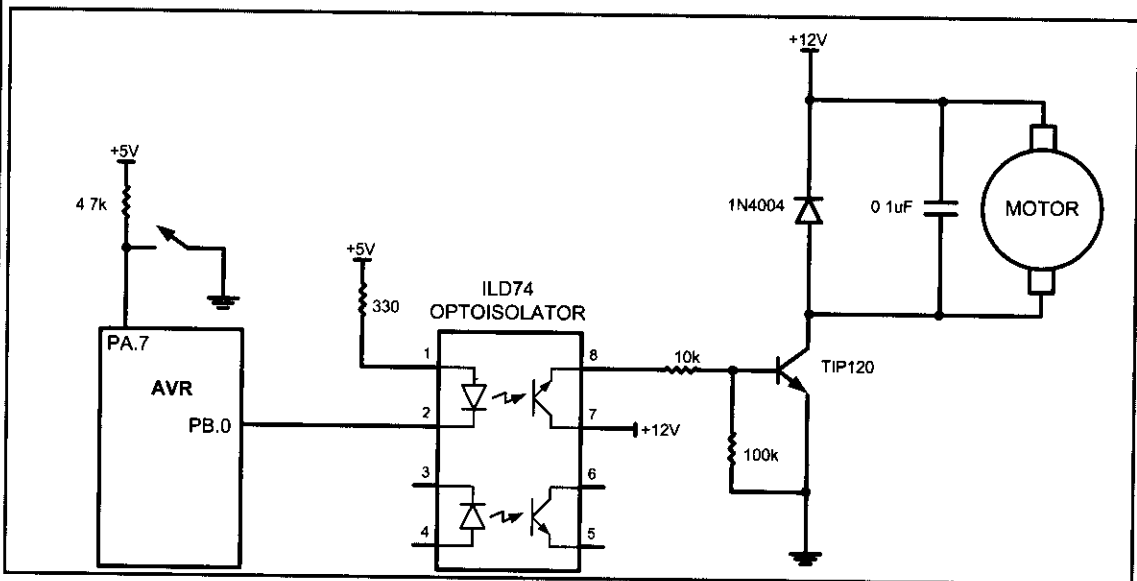 +12V
+5V
4 7k
1N4004
0 1uF
MOTOR
+5V
330
ILD74
OPTOISOLATOR
PA.7
AVR
PB.0
1
2
3
4
8
7
6
5
10k
+12V
TIP120
100k